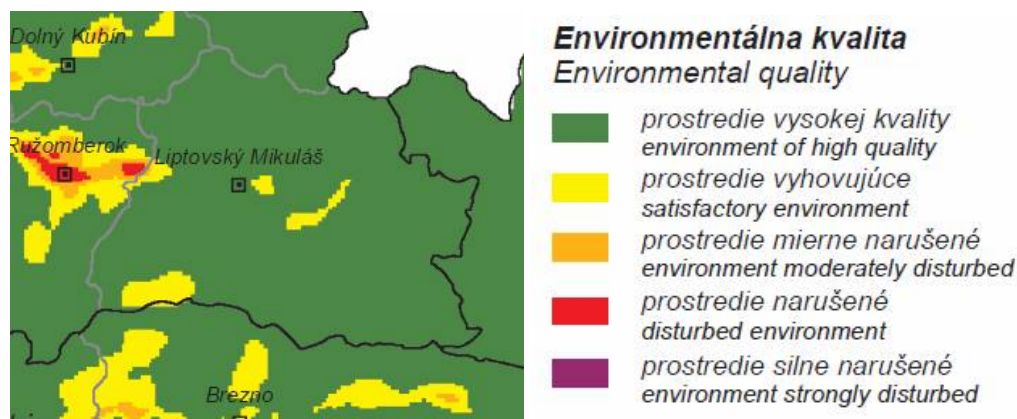 Dolný Kubín
Ružomberok
Liptovský Mikuláš
Brezno
Environmentálna kvalita
Environmental quality
prostredie vysokej kvality
environment of high quality
prostredie vyhovujúce
satisfactory environment
prostredie mierne narušené
environment moderately disturbed
prostredie narušené
disturbed environment
prostredie silne narušené
environment strongly disturbed